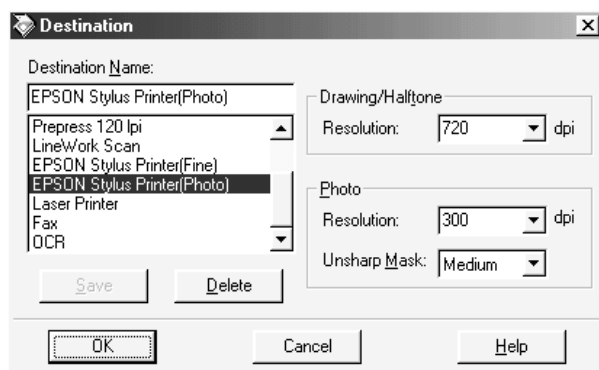 Destination
Destination Name:
EPSON Stylus Printer(Photo)
Prepress 120 lpi
LineWork Scan
EPSON Stylus Printer(Fine)
EPSON Stylus Printer(Photo)
Laser Printer
Fax
OCR
Save Delete
Drawing/Halftone
Resolution: 720 dpi
Photo
Resolution: 300 dpi
Unsharp Mask: Medium
OK Cancel Help